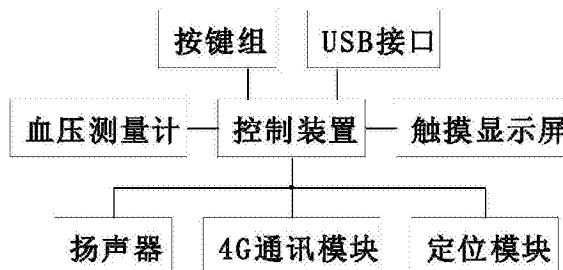 按键组
USB接口
血压测量计
控制装置
触摸显示屏
扬声器
4G通讯模块
定位模块